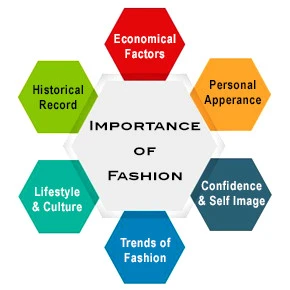 Economical
Factors
Personal
Apperance
Confidence
& Self Image
Trends of
Fashion
Lifestyle
& Culture
Historical
Record
Importance
of
Fashion